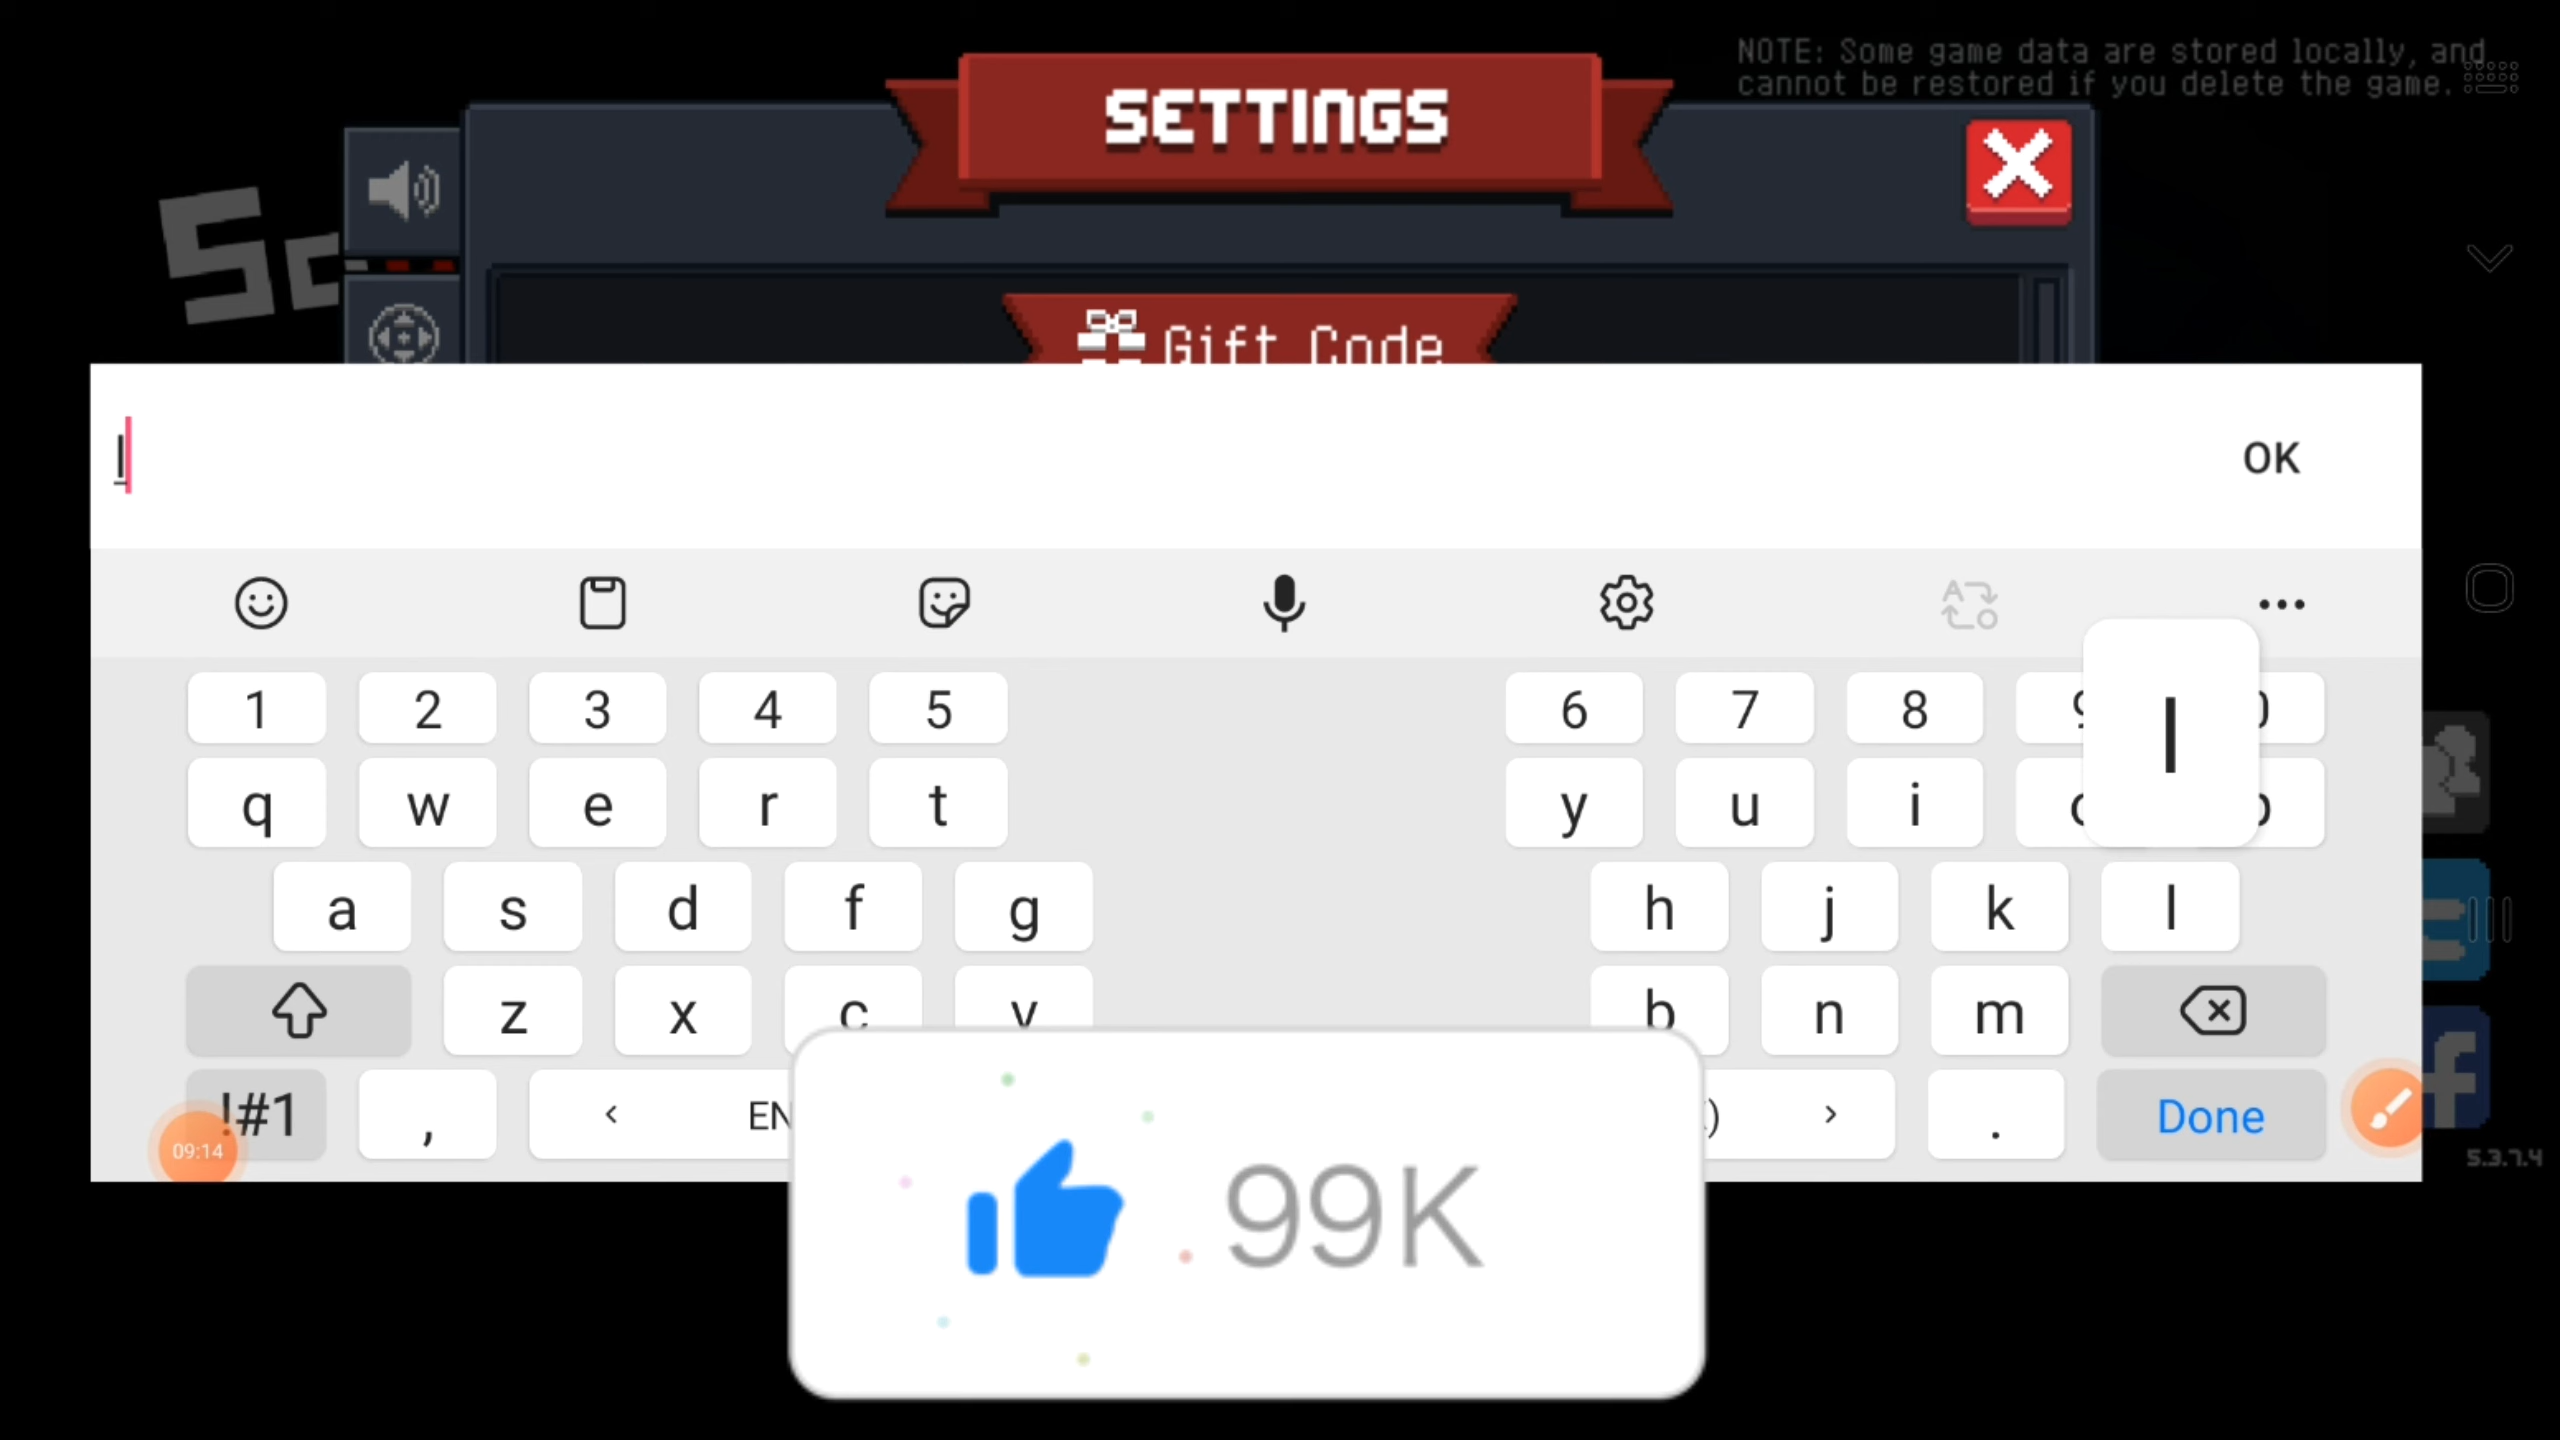 NOTE: Some game data are stored locally, and
cannot be restored if you delete the game.
SETTINGS
Gift Code
l
OK
1 2 3 4 5 6 7 8 9 0
l
q w e r t y u i o p
a s d f g h j k l
z x c v b n m
!#1 , < EN > . Done
09:14
5.3.7.4
99K